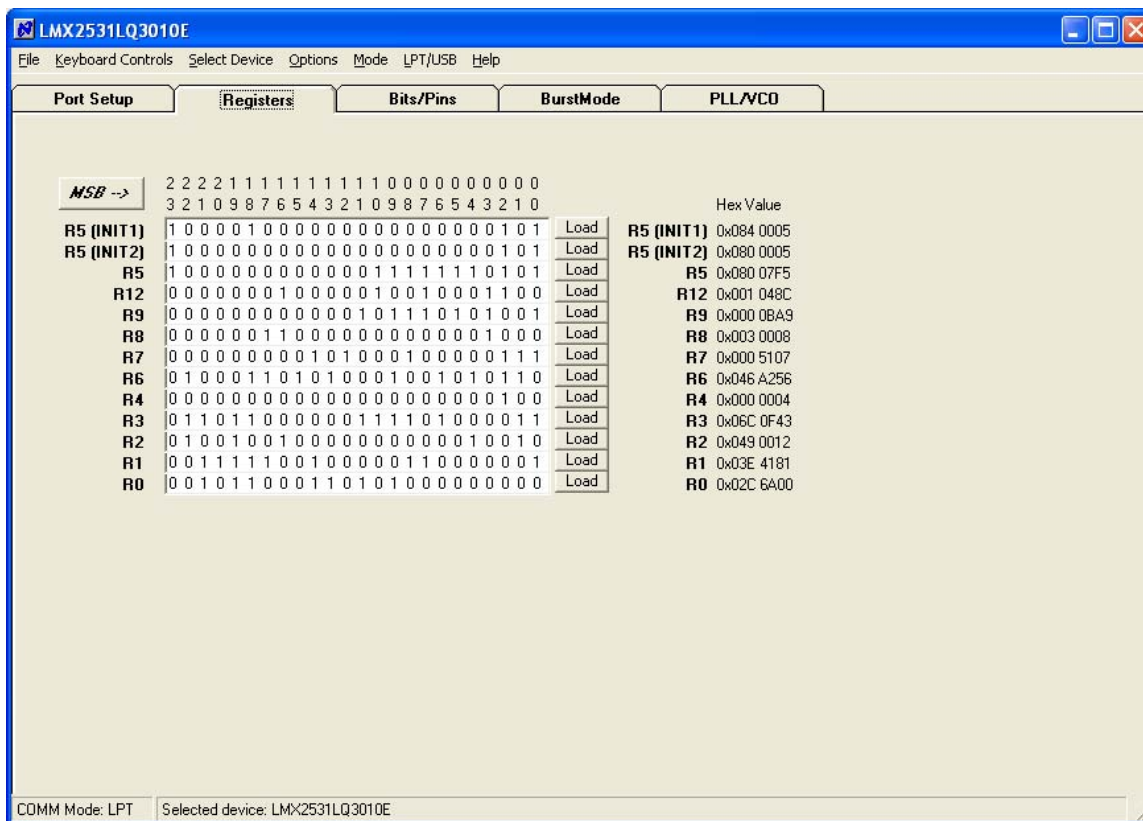 LMX2531LQ3010E
File Keyboard Controls Select Device Options Mode LPT/USB Help
Port Setup Registers Bits/Pins BurstMode PLL/VCO
MSB --> 2 2 2 2 1 1 1 1 1 1 1 1 1 1 0 0 0 0 0 0 0 0 0 0
3 2 1 0 9 8 7 6 5 4 3 2 1 0 9 8 7 6 5 4 3 2 1 0 Hex Value
R5 (INIT1) 1 0 0 0 0 1 0 0 0 0 0 0 0 0 0 0 0 0 0 0 0 1 0 1 Load R5 (INIT1) 0x084 0005
R5 (INIT2) 1 0 0 0 0 0 0 0 0 0 0 0 0 0 0 0 0 0 0 0 0 1 0 1 Load R5 (INIT2) 0x080 0005
R5 1 0 0 0 0 0 0 0 0 0 0 0 0 1 1 1 1 1 1 1 0 1 0 1 Load R5 0x080 07F5
R12 0 0 0 0 0 0 0 1 0 0 0 0 0 1 0 0 1 0 0 0 1 1 0 0 Load R12 0x001 048C
R9 0 0 0 0 0 0 0 0 0 0 0 0 1 0 1 1 1 0 1 0 1 0 0 1 Load R9 0x000 0BA9
R8 0 0 0 0 0 0 1 1 0 0 0 0 0 0 0 0 0 0 0 0 1 0 0 0 Load R8 0x003 0008
R7 0 0 0 0 0 0 0 0 0 1 0 1 0 0 0 1 0 0 0 0 0 1 1 1 Load R7 0x000 5107
R6 0 1 0 0 0 1 1 0 1 0 1 0 0 0 1 0 0 1 0 1 0 1 1 0 Load R6 0x046 A256
R4 0 0 0 0 0 0 0 0 0 0 0 0 0 0 0 0 0 0 0 0 0 1 0 0 Load R4 0x000 0004
R3 0 1 1 0 1 1 0 0 0 0 0 0 1 1 1 1 0 1 0 0 0 0 1 1 Load R3 0x06C 0F43
R2 0 1 0 0 1 0 0 1 0 0 0 0 0 0 0 0 0 0 0 1 0 0 1 0 Load R2 0x049 0012
R1 0 0 1 1 1 1 1 0 0 1 0 0 0 0 0 1 1 0 0 0 0 0 0 1 Load R1 0x03E 4181
R0 0 0 1 0 1 1 0 0 0 1 1 0 1 0 1 0 0 0 0 0 0 0 0 0 Load R0 0x02C 6A00
COMM Mode: LPT Selected device: LMX2531LQ3010E